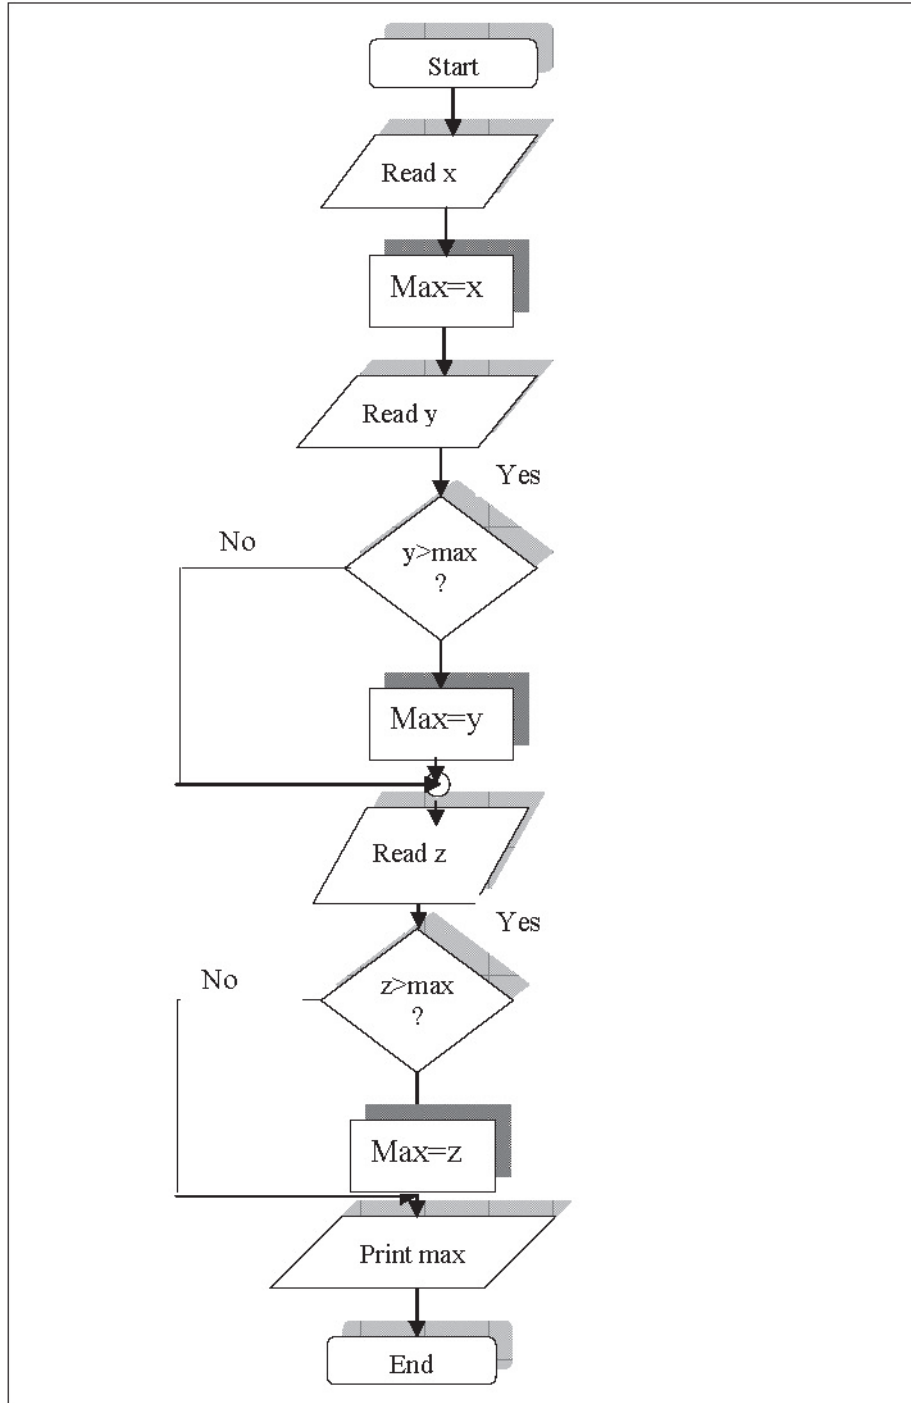 Start
Read x
Max=x
Read y
Yes
No
y>max
?
Max=y
Read z
Yes
No
z>max
?
Max=z
Print max
End